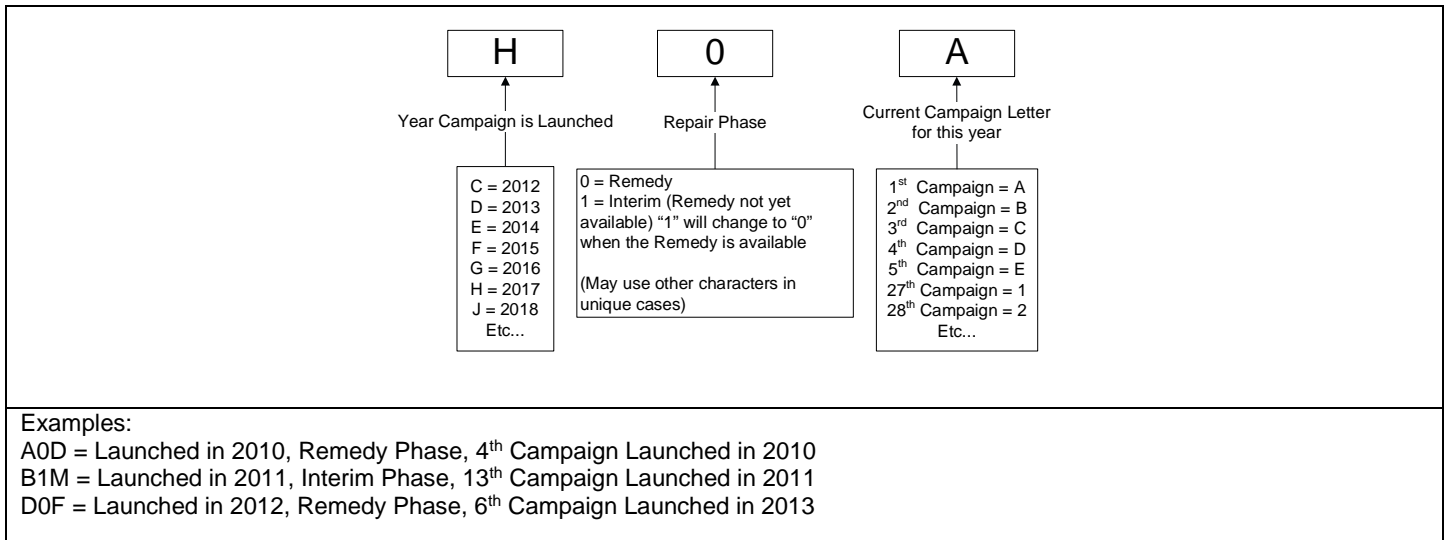 H
0
A
Year Campaign is Launched
Repair Phase
Current Campaign Letter
for this year
C = 2012
D = 2013
E = 2014
F = 2015
G = 2016
H = 2017
J = 2018
Etc...
0 = Remedy
1 = Interim (Remedy not yet
available) “1” will change to “0”
when the Remedy is available
(May use other characters in
unique cases)
1st Campaign = A
2nd Campaign = B
3rd Campaign = C
4th Campaign = D
5th Campaign = E
27th Campaign = 1
28th Campaign = 2
Etc...
Examples:
A0D = Launched in 2010, Remedy Phase, 4th Campaign Launched in 2010
B1M = Launched in 2011, Interim Phase, 13th Campaign Launched in 2011
D0F = Launched in 2012, Remedy Phase, 6th Campaign Launched in 2013